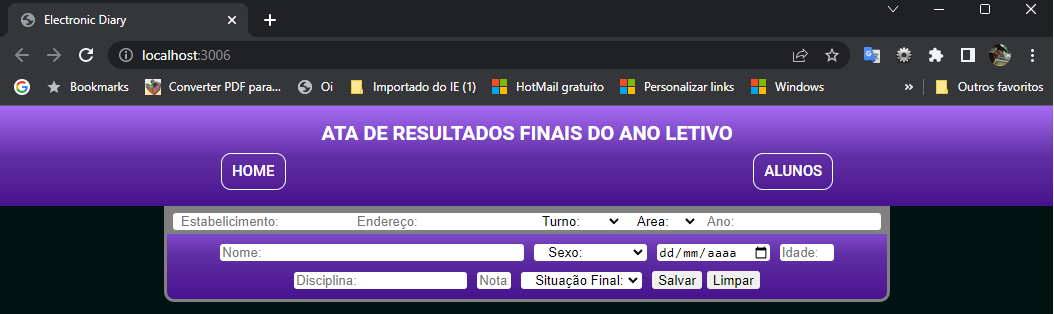 Electronic Diary
localhost:3006
Bookmarks Converter PDF para... Oi Importado do IE (1) HotMail gratuito Personalizar links Windows » Outros favoritos
ATA DE RESULTADOS FINAIS DO ANO LETIVO
HOME ALUNOS
Estabelicimento: Endereço: Turno: Area: Ano:
Nome: Sexo: dd/mm/aaaa Idade:
Disciplina: Nota Situação Final: Salvar Limpar